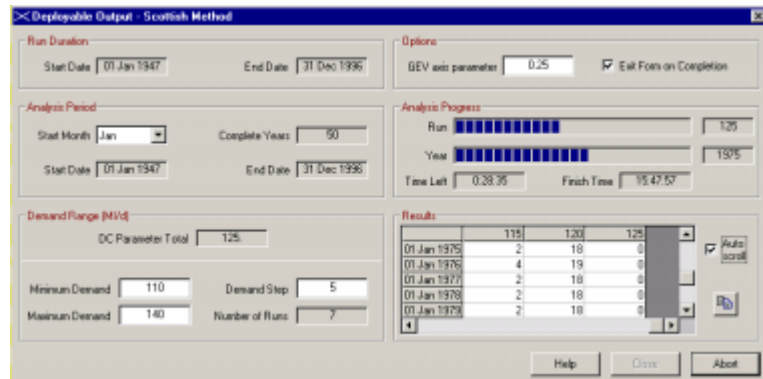 Deployable Output - Scottish Method
Run Duration
Start Date 01 Jan 1947 End Date 31 Dec 1996
Options
GEV axis parameter 0.25 Exit Form on Completion
Analysis Period
Start Month Jan Complete Years 50
Start Date 01 Jan 1947 End Date 31 Dec 1996
Analysis Progress
Run 125
Year 1975
Time Left 0:28:35 Finish Time 15:47:57
Demand Range (Ml/d)
DC Parameter Total 125
Minimum Demand 110 Demand Step 5
Maximum Demand 140 Number of Runs 7
Results
115 120 125
01 Jan 1975 2 18 0
01 Jan 1976 4 19 0
01 Jan 1977 2 18 0
01 Jan 1978 2 18 0
01 Jan 1979 2 18 0
Auto
scroll
Help Close Abort